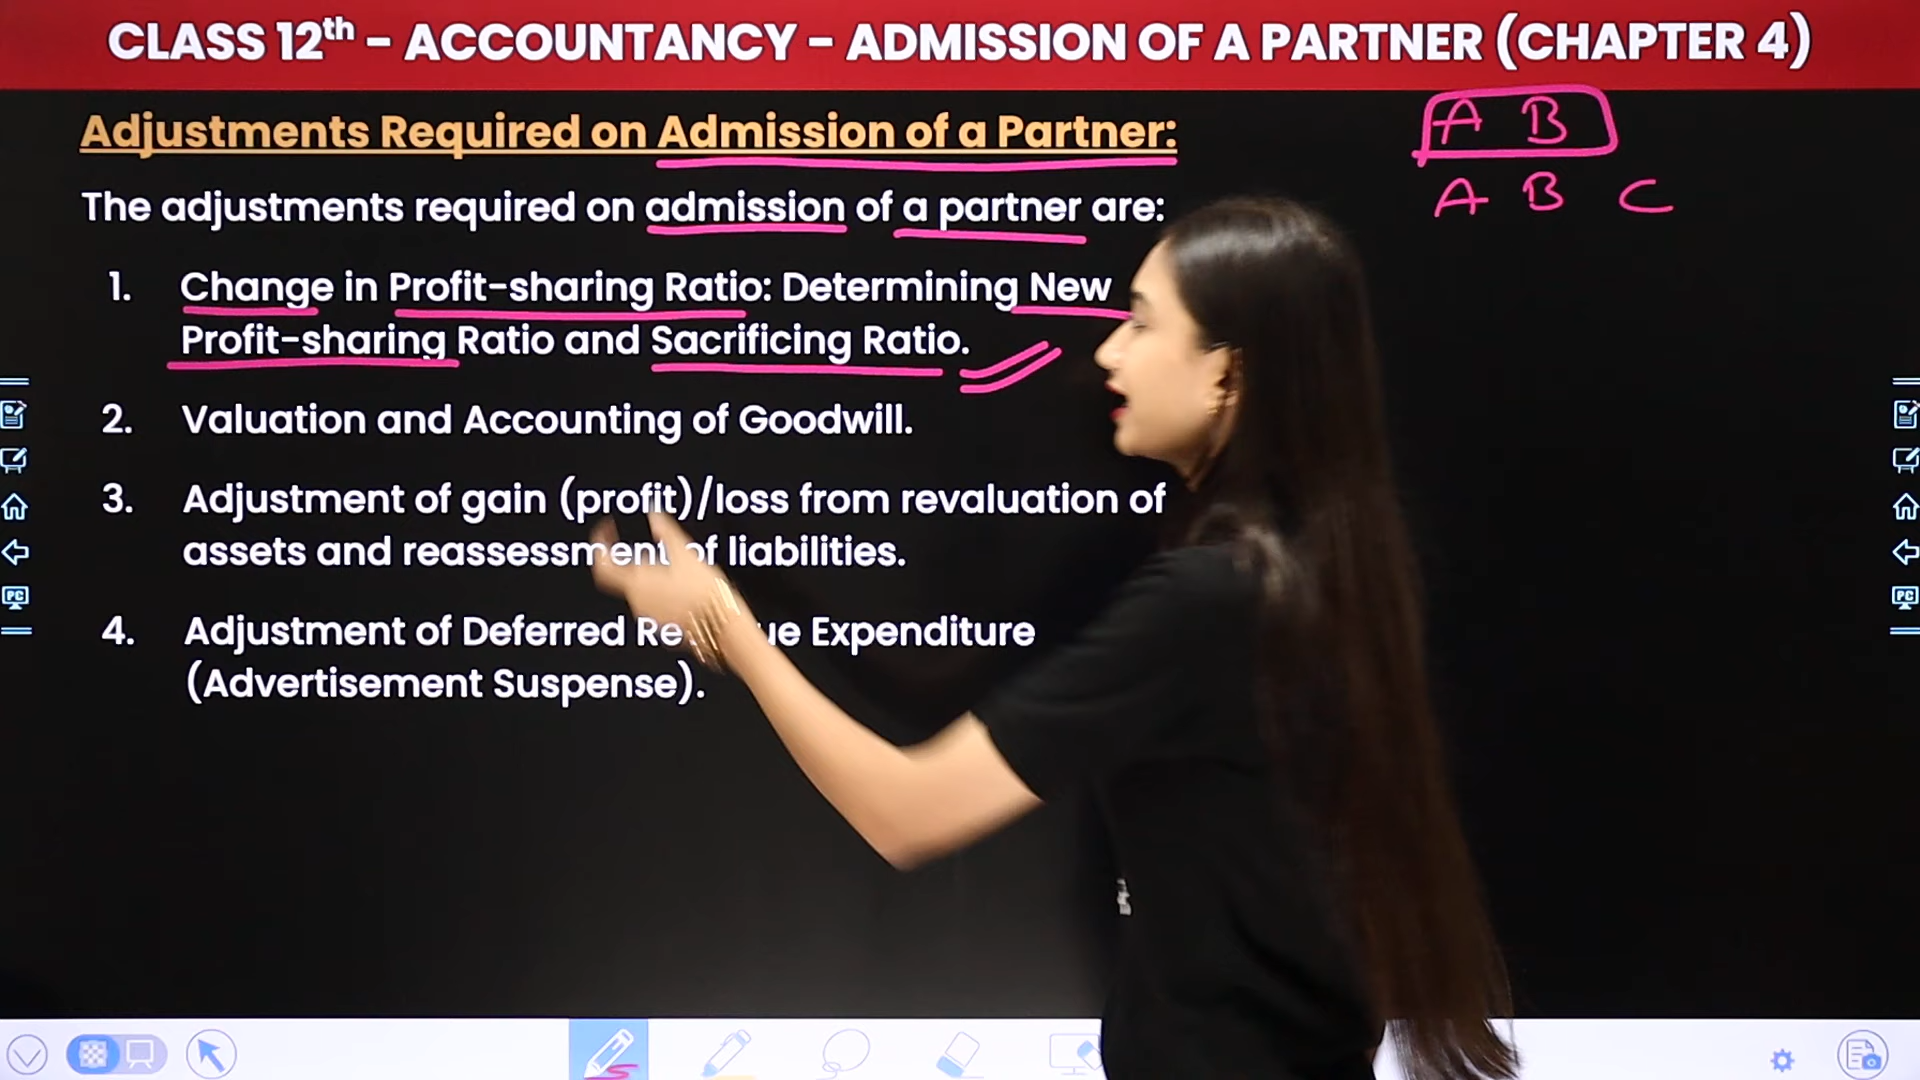 CLASS 12th - ACCOUNTANCY - ADMISSION OF A PARTNER (CHAPTER 4)
Adjustments Required on Admission of a Partner:
A B
The adjustments required on admission of a partner are:
A B C
1. Change in Profit-sharing Ratio: Determining New
Profit-sharing Ratio and Sacrificing Ratio.
2. Valuation and Accounting of Goodwill.
3. Adjustment of gain (profit)/loss from revaluation of
assets and reassessment of liabilities.
4. Adjustment of Deferred Expenditure
(Advertisement Suspense).
PC
PC